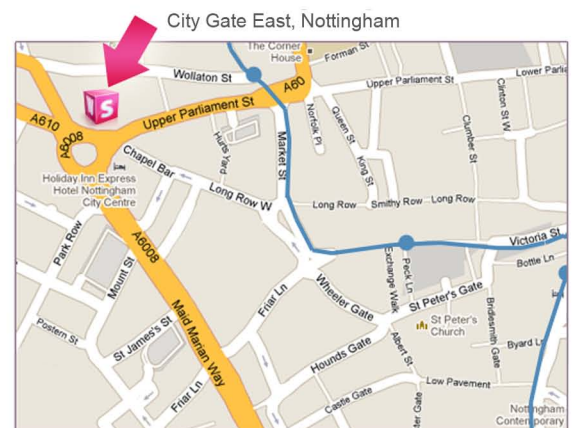 City Gate East, Nottingham
The Corner
House
Forman St
Wollaton St
A60
Upper Parliament St
Lower Parli
A610
A6008
S
Upper Parliament St
Norfolk Pl
Queen St
King St
Clinton St W
Clumber St
Hurts Yard
Market St
Chapel Bar
Holiday Inn Express
Hotel Nottingham
City Centre
Long Row W
Long Row
Smithy Row
Long Row
Park Row
A6008
Mount St
Victoria St
Bottle Ln
Exchange Walk
Peck Ln
Wheeler Gate
Friar Ln
St Peter's Gate
Maid Marian Way
Postern St
St James's St
St Peter's
Church
Albert St
Bridlesmith Gate
Byard Ln
Hounds Gate
Low Pavement
Friar Ln
Castle Gate
ter Gate
Nottingham
Contemporary